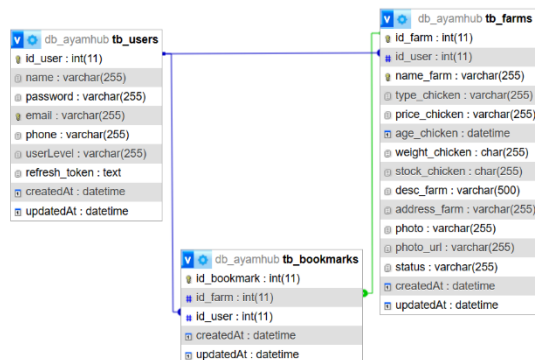 db_ayamhub tb_users
id_user : int(11)
name : varchar(255)
password : varchar(255)
email : varchar(255)
phone : varchar(255)
userLevel : varchar(255)
refresh_token : text
createdAt : datetime
updatedAt : datetime
db_ayamhub tb_farms
id_farm : int(11)
id_user : int(11)
name_farm : varchar(255)
type_chicken : varchar(255)
price_chicken : varchar(255)
age_chicken : datetime
weight_chicken : char(255)
stock_chicken : char(255)
desc_farm : varchar(500)
address_farm : varchar(255)
photo : varchar(255)
photo_url : varchar(255)
status : varchar(255)
createdAt : datetime
updatedAt : datetime
db_ayamhub tb_bookmarks
id_bookmark : int(11)
id_farm : int(11)
id_user : int(11)
createdAt : datetime
updatedAt : datetime